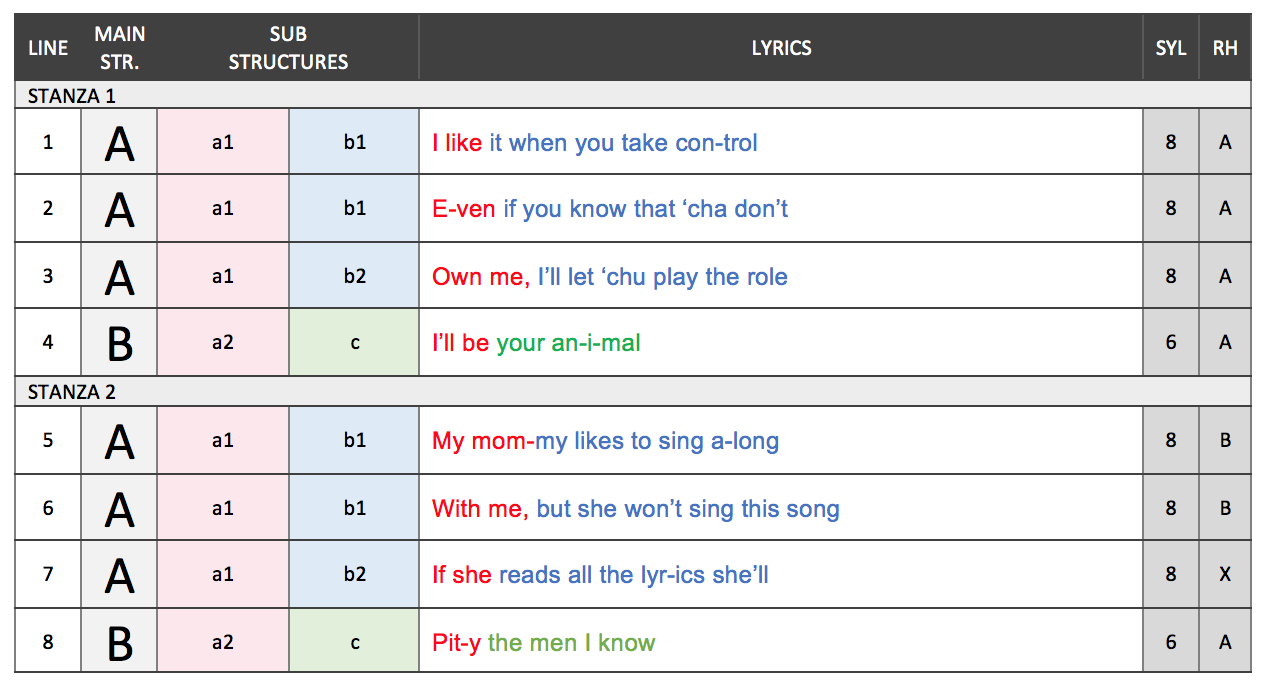 LINE MAIN STR. SUB STRUCTURES LYRICS SYL RH
STANZA 1
1 A a1 b1 I like it when you take con-trol 8 A
2 A a1 b1 E-ven if you know that ‘cha don’t 8 A
3 A a1 b2 Own me, I’ll let ‘chu play the role 8 A
4 B a2 c I’ll be your an-i-mal 6 A
STANZA 2
5 A a1 b1 My mom-my likes to sing a-long 8 B
6 A a1 b1 With me, but she won’t sing this song 8 B
7 A a1 b2 If she reads all the lyr-ics she’ll 8 X
8 B a2 c Pit-y the men I know 6 A